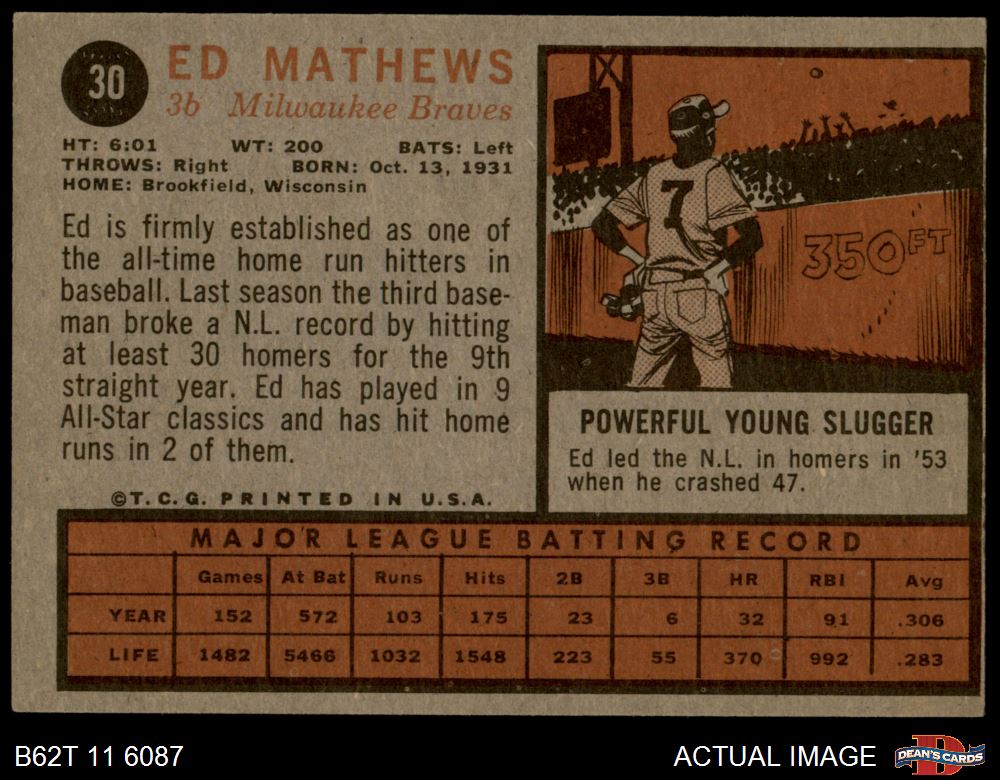 30
ED MATHEWS
3b Milwaukee Braves
HT: 6:01 WT: 200 BATS: Left
THROWS: Right BORN: Oct. 13, 1931
HOME: Brookfield, Wisconsin
Ed is firmly established as one of
the all-time home run hitters in
baseball. Last season the third base-
man broke a N.L. record by hitting
at least 30 homers for the 9th
straight year. Ed has played in 9
All-Star classics and has hit home
runs in 2 of them.
©T.C.G. PRINTED IN U.S.A.
7
350FT
POWERFUL YOUNG SLUGGER
Ed led the N.L. in homers in '53
when he crashed 47.
MAJOR LEAGUE BATTING RECORD
Games At Bat Runs Hits 2B 3B HR RBI Avg
YEAR 152 572 103 175 23 6 32 91 .306
LIFE 1482 5466 1032 1548 223 55 370 992 .283
B62T 11 6087
ACTUAL IMAGE
D
DEAN'S CARDS